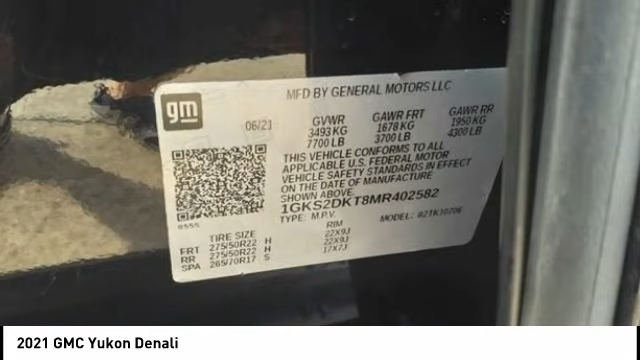 gm
MFD BY GENERAL MOTORS LLC
06/21
GVWR GAWR FRT GAWR RR
3493 KG 1678 KG 1950 KG
7700 LB 3700 LB 4300 LB
THIS VEHICLE CONFORMS TO ALL
APPLICABLE U.S. FEDERAL MOTOR
VEHICLE SAFETY STANDARDS IN EFFECT
ON THE DATE OF MANUFACTURE
SHOWN ABOVE.
1GKS2DKT8MR402582
TYPE: M.P.V. MODEL:
TIRE SIZE RIM
FRT 275/50R22 H 22X9J
RR 275/50R22 H 22X9J
SPA 265/70R17 S 17X7J
2021 GMC Yukon Denali